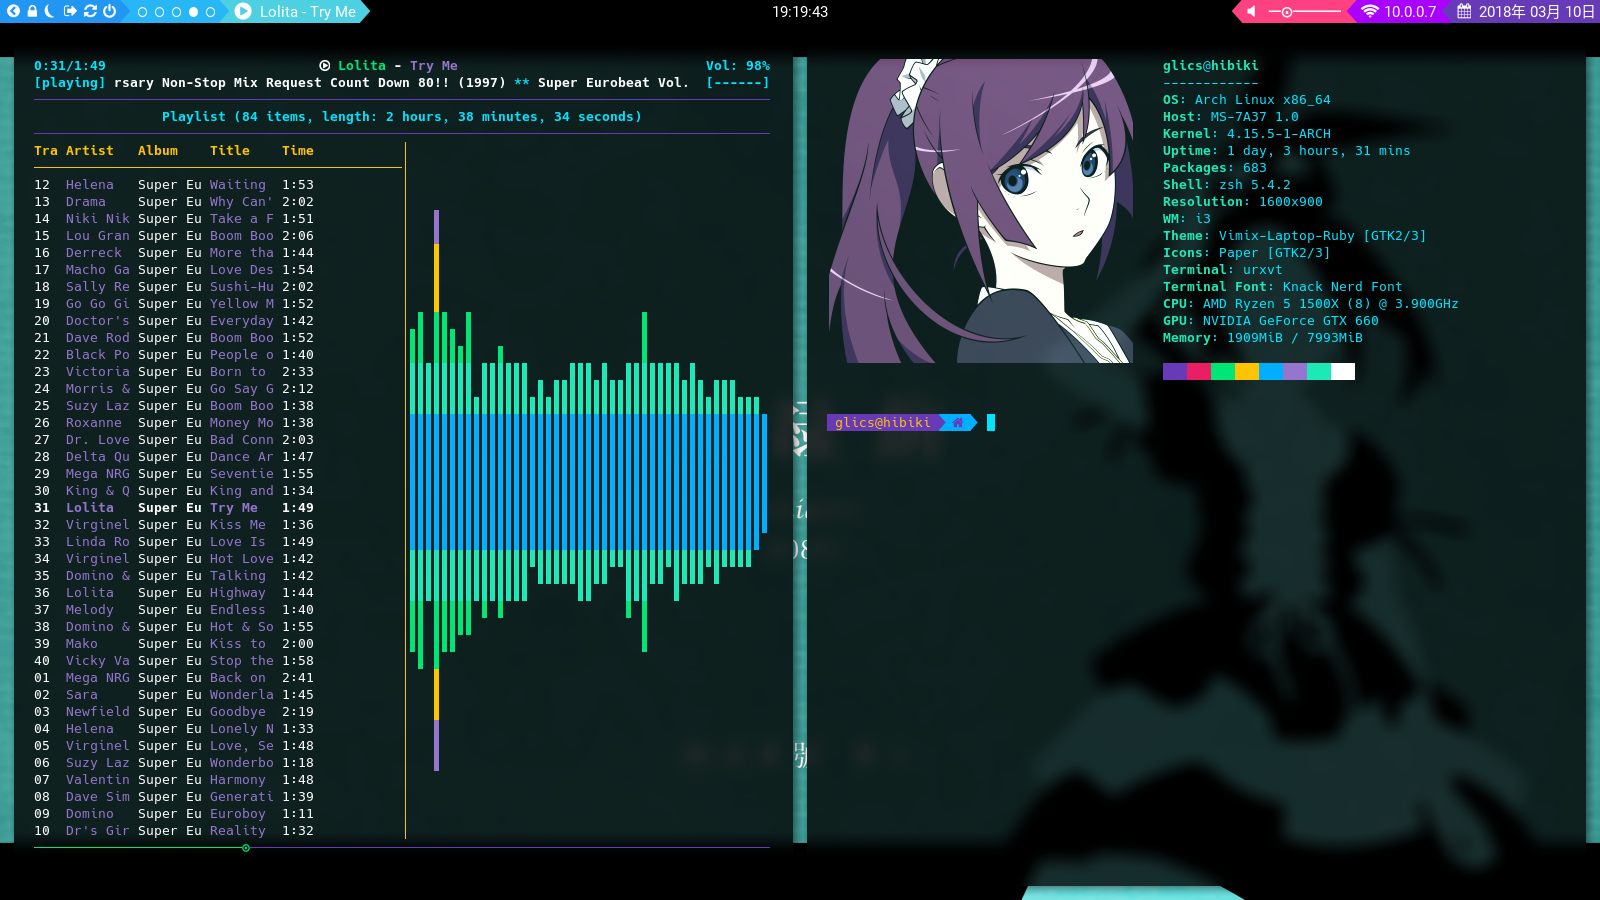 Lolita - Try Me
19:19:43
10.0.0.7
2018年 03月 10日
0:31/1:49
Lolita - Try Me
Vol: 98%
[playing] rsary Non-Stop Mix Request Count Down 80!! (1997) ** Super Eurobeat Vol. [------]
Playlist (84 items, length: 2 hours, 38 minutes, 34 seconds)
Tra Artist Album Title Time
12 Helena Super Eu Waiting 1:53
13 Drama Super Eu Why Can' 2:02
14 Niki Nik Super Eu Take a F 1:51
15 Lou Gran Super Eu Boom Boo 2:06
16 Derreck Super Eu More tha 1:44
17 Macho Ga Super Eu Love Des 1:54
18 Sally Re Super Eu Sushi-Hu 2:02
19 Go Go Gi Super Eu Yellow M 1:52
20 Doctor's Super Eu Everyday 1:42
21 Dave Rod Super Eu Boom Boo 1:52
22 Black Po Super Eu People o 1:40
23 Victoria Super Eu Born to 2:33
24 Morris & Super Eu Go Say G 2:12
25 Suzy Laz Super Eu Boom Boo 1:38
26 Roxanne Super Eu Money Mo 1:38
27 Dr. Love Super Eu Bad Conn 2:03
28 Delta Qu Super Eu Dance Ar 1:47
29 Mega NRG Super Eu Seventie 1:55
30 King & Q Super Eu King and 1:34
31 Lolita Super Eu Try Me 1:49
32 Virginel Super Eu Kiss Me 1:36
33 Linda Ro Super Eu Love Is 1:49
34 Virginel Super Eu Hot Love 1:42
35 Domino & Super Eu Talking 1:42
36 Lolita Super Eu Highway 1:44
37 Melody Super Eu Endless 1:40
38 Domino & Super Eu Hot & So 1:55
39 Mako Super Eu Kiss to 2:00
40 Vicky Va Super Eu Stop the 1:58
01 Mega NRG Super Eu Back on 2:41
02 Sara Super Eu Wonderla 1:45
03 Newfield Super Eu Goodbye 2:19
04 Helena Super Eu Lonely N 1:33
05 Virginel Super Eu Love, Se 1:48
06 Suzy Laz Super Eu Wonderbo 1:18
07 Valentin Super Eu Harmony 1:48
08 Dave Sim Super Eu Generati 1:39
09 Domino Super Eu Euroboy 1:11
10 Dr's Gir Super Eu Reality 1:32
glics@hibiki
------------
OS: Arch Linux x86_64
Host: MS-7A37 1.0
Kernel: 4.15.5-1-ARCH
Uptime: 1 day, 3 hours, 31 mins
Packages: 683
Shell: zsh 5.4.2
Resolution: 1600x900
WM: i3
Theme: Vimix-Laptop-Ruby [GTK2/3]
Icons: Paper [GTK2/3]
Terminal: urxvt
Terminal Font: Knack Nerd Font
CPU: AMD Ryzen 5 1500X (8) @ 3.900GHz
GPU: NVIDIA GeForce GTX 660
Memory: 1909MiB / 7993MiB
glics@hibiki